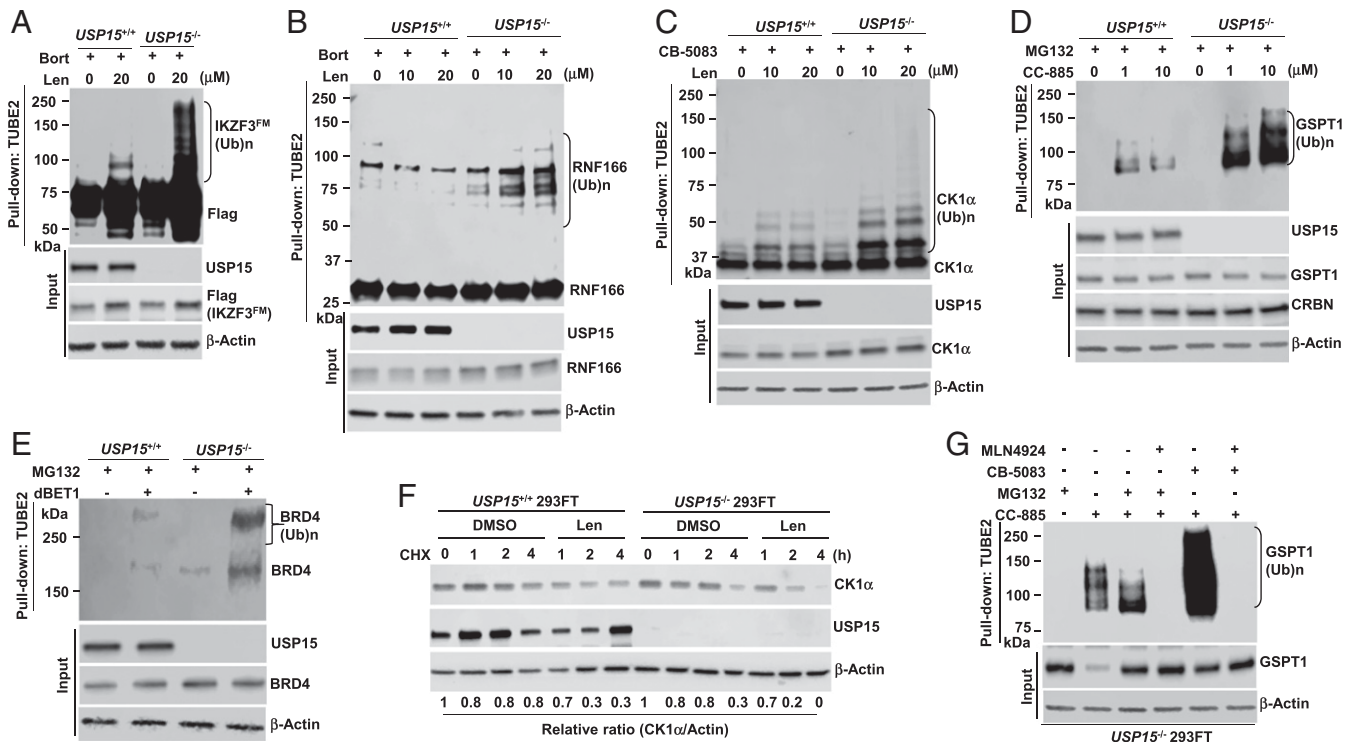 A
USP15+/+ USP15-/-
Bort + + + +
Len 0 20 0 20 (μM)
Pull-down: TUBE2
250
150
100
75
50
kDa
IKZF3FM
(Ub)n
Flag
Input
USP15
Flag
(IKZF3FM)
β-Actin
B
USP15+/+ USP15-/-
Bort + + + + + +
Len 0 10 20 0 10 20 (μM)
Pull-down: TUBE2
250
150
100
75
50
37
25
kDa
RNF166
(Ub)n
RNF166
Input
USP15
RNF166
β-Actin
C
USP15+/+ USP15-/-
CB-5083 + + + + + +
Len 0 10 20 0 10 20 (μM)
Pull-down: TUBE2
250
150
100
75
50
37
kDa
CK1α
(Ub)n
CK1α
Input
USP15
CK1α
β-Actin
D
USP15+/+ USP15-/-
MG132 + + + + + +
CC-885 0 1 10 0 1 10 (μM)
Pull-down: TUBE2
250
150
100
75
kDa
GSPT1
(Ub)n
Input
USP15
GSPT1
CRBN
β-Actin
E
USP15+/+ USP15-/-
MG132 + + + +
dBET1 - + - +
Pull-down: TUBE2
kDa
250
150
BRD4
(Ub)n
BRD4
Input
USP15
BRD4
β-Actin
F
USP15+/+ 293FT USP15-/- 293FT
DMSO Len DMSO Len
CHX 0 1 2 4 1 2 4 0 1 2 4 1 2 4 (h)
CK1α
USP15
β-Actin
1 0.8 0.8 0.8 0.7 0.3 0.3 1 0.8 0.8 0.3 0.7 0.2 0
Relative ratio (CK1α/Actin)
G
MLN4924 - - - + - +
CB-5083 - - - - + +
MG132 + - + + - -
CC-885 - + + + + +
Pull-down: TUBE2
250
150
100
75
kDa
GSPT1
(Ub)n
Input
GSPT1
β-Actin
USP15-/- 293FT